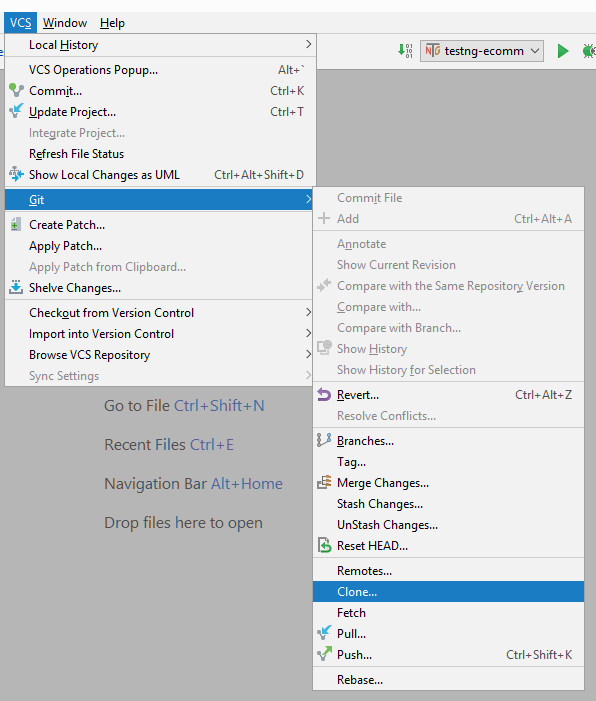 VCS Window Help
Local History
testng-ecomm
VCS Operations Popup... Alt+`
Commit... Ctrl+K
Update Project... Ctrl+T
Integrate Project...
Refresh File Status
Show Local Changes as UML Ctrl+Alt+Shift+D
Git
Create Patch...
Apply Patch...
Apply Patch from Clipboard...
Shelve Changes...
Checkout from Version Control
Import into Version Control
Browse VCS Repository
Sync Settings
Commit File
Add Ctrl+Alt+A
Annotate
Show Current Revision
Compare with the Same Repository Version
Compare with...
Compare with Branch...
Show History
Show History for Selection
Revert... Ctrl+Alt+Z
Resolve Conflicts...
Branches...
Tag...
Merge Changes...
Stash Changes...
UnStash Changes...
Reset HEAD...
Remotes...
Clone...
Fetch
Pull...
Push... Ctrl+Shift+K
Rebase...
Go to File Ctrl+Shift+N
Recent Files Ctrl+E
Navigation Bar Alt+Home
Drop files here to open